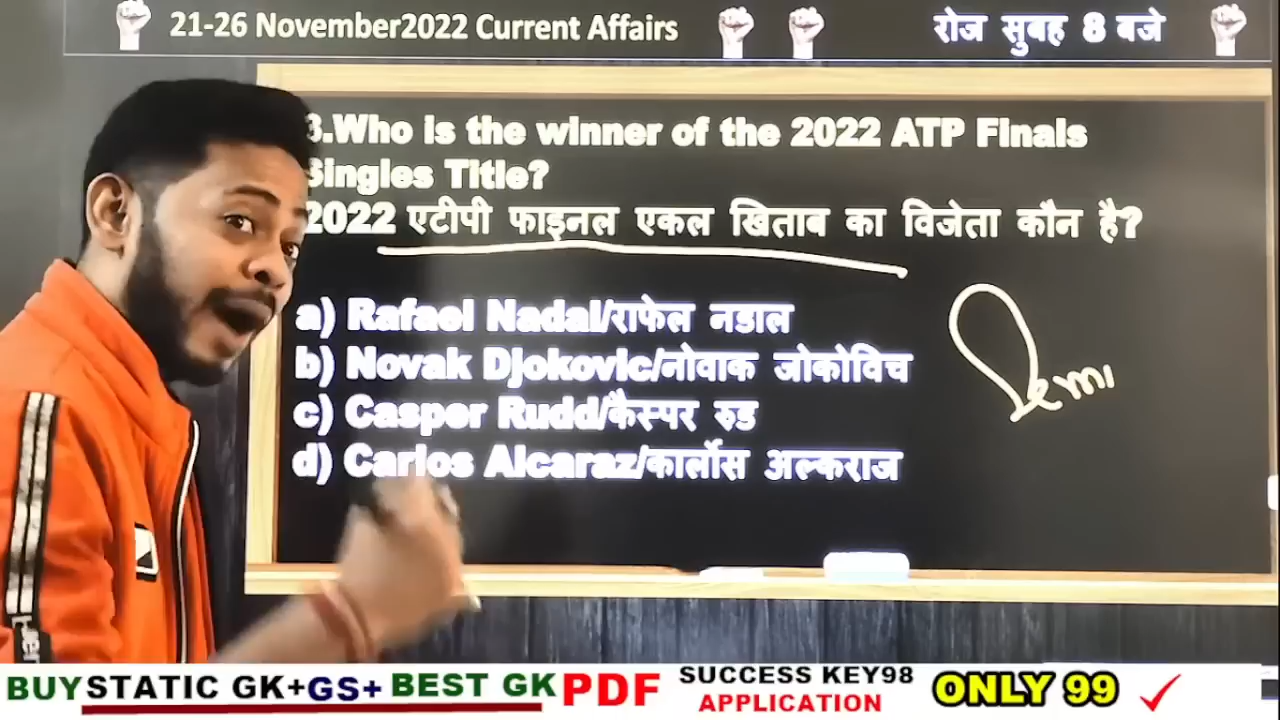 21-26 November2022 Current Affairs
रोज सुबह 8 बजे
3.Who is the winner of the 2022 ATP Finals
Singles Title?
2022 एटीपी फाइनल एकल खिताब का विजेता कौन है?
a) Rafael Nadal/राफेल नडाल
b) Novak Djokovic/नोवाक जोकोविच
c) Casper Rudd/कैस्पर रुड
d) Carlos Alcaraz/कार्लोस अल्कराज
BUY STATIC GK+GS+ BEST GK PDF
SUCCESS KEY98
APPLICATION
ONLY 99